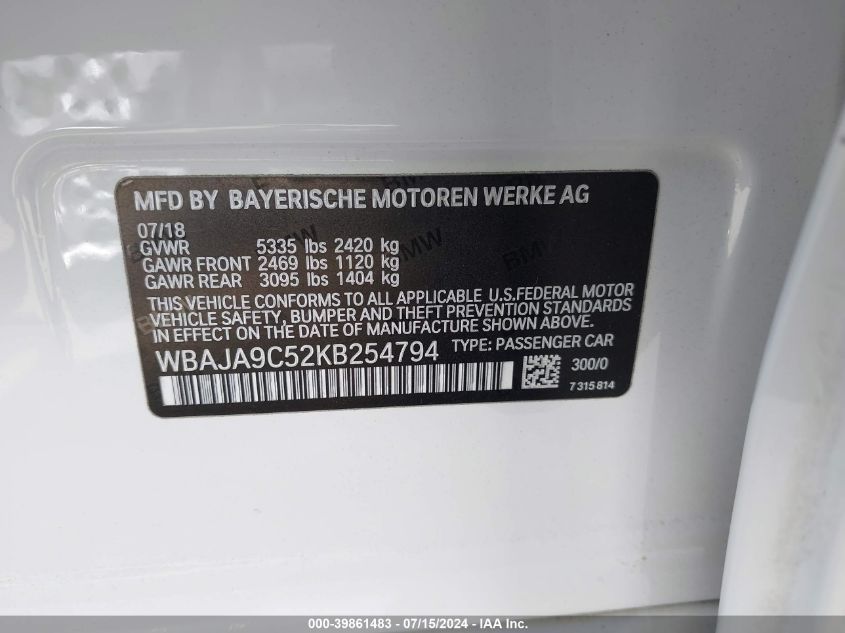 MFD BY BAYERISCHE MOTOREN WERKE AG
07/18
GVWR 5335 lbs 2420 kg
GAWR FRONT 2469 lbs 1120 kg
GAWR REAR 3095 lbs 1404 kg
THIS VEHICLE CONFORMS TO ALL APPLICABLE U.S.FEDERAL MOTOR
VEHICLE SAFETY, BUMPER AND THEFT PREVENTION STANDARDS
IN EFFECT ON THE DATE OF MANUFACTURE SHOWN ABOVE.
WBAJA9C52KB254794 TYPE: PASSENGER CAR
300/0
7 315 814
000-39861483 - 07/15/2024 - IAA Inc.